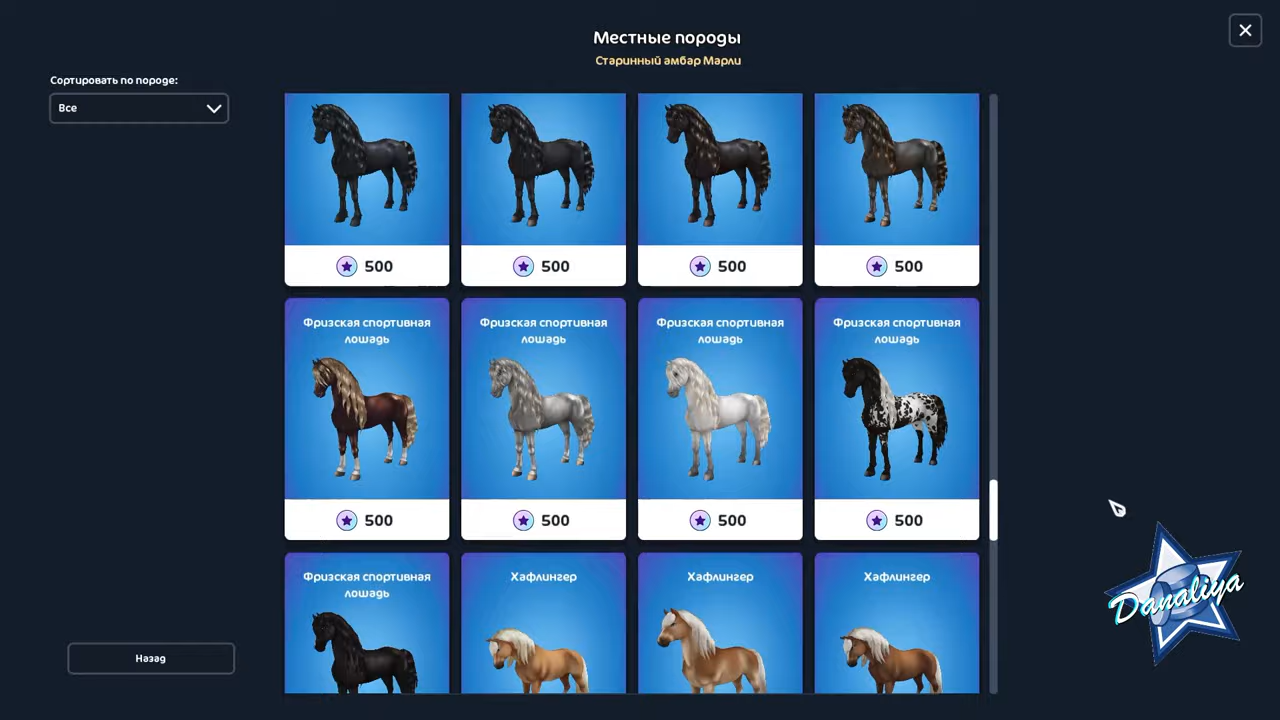 Местные породы
Старинный амбар Марли
Сортировать по породе:
Все
500
500
500
500
Фризская спортивная
лошадь
Фризская спортивная
лошадь
Фризская спортивная
лошадь
Фризская спортивная
лошадь
500
500
500
500
Фризская спортивная
лошадь
Хафлингер
Хафлингер
Хафлингер
Назад
Danaliya